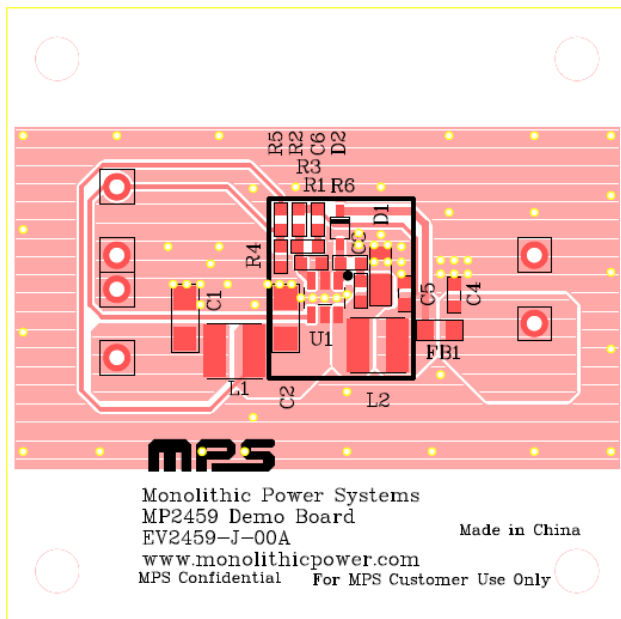 R5
R2
C6
D2
R3
R1 R6
D1
C3
R4
C1
C5
C4
U1
FB1
L1
C2
L2
MPS
Monolithic Power Systems
MP2459 Demo Board
EV2459-J-00A
Made in China
www.monolithicpower.com
MPS Confidential
For MPS Customer Use Only